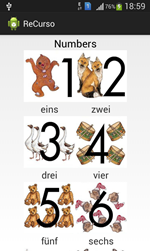 76% 18:59
ReCurso
Numbers
1 2
eins zwei
3 4
drei vier
5 6
fünf sechs